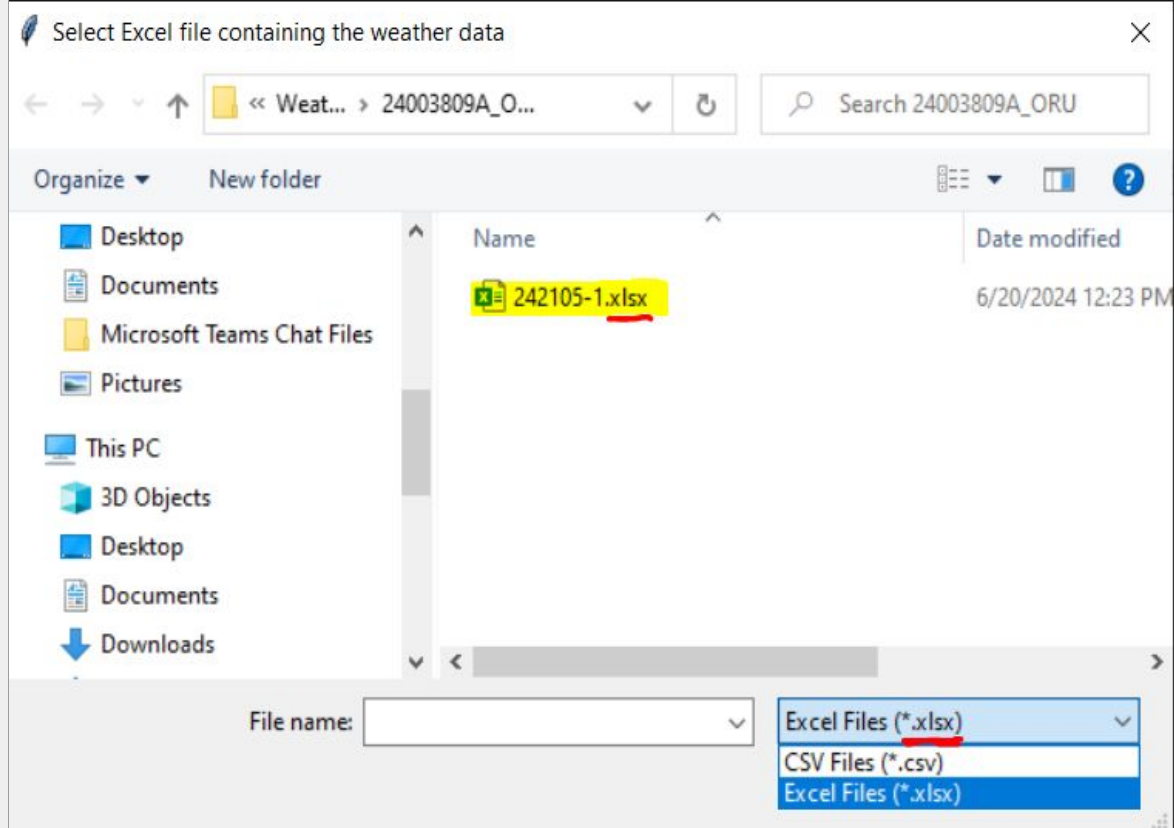 Select Excel file containing the weather data
« Weat... › 24003809A_O...
Search 24003809A_ORU
Organize
New folder
Name
Date modified
Desktop
Documents
Microsoft Teams Chat Files
Pictures
This PC
3D Objects
Desktop
Documents
Downloads
242105-1.xlsx
6/20/2024 12:23 PM
File name:
Excel Files (*.xlsx)
CSV Files (*.csv)
Excel Files (*.xlsx)